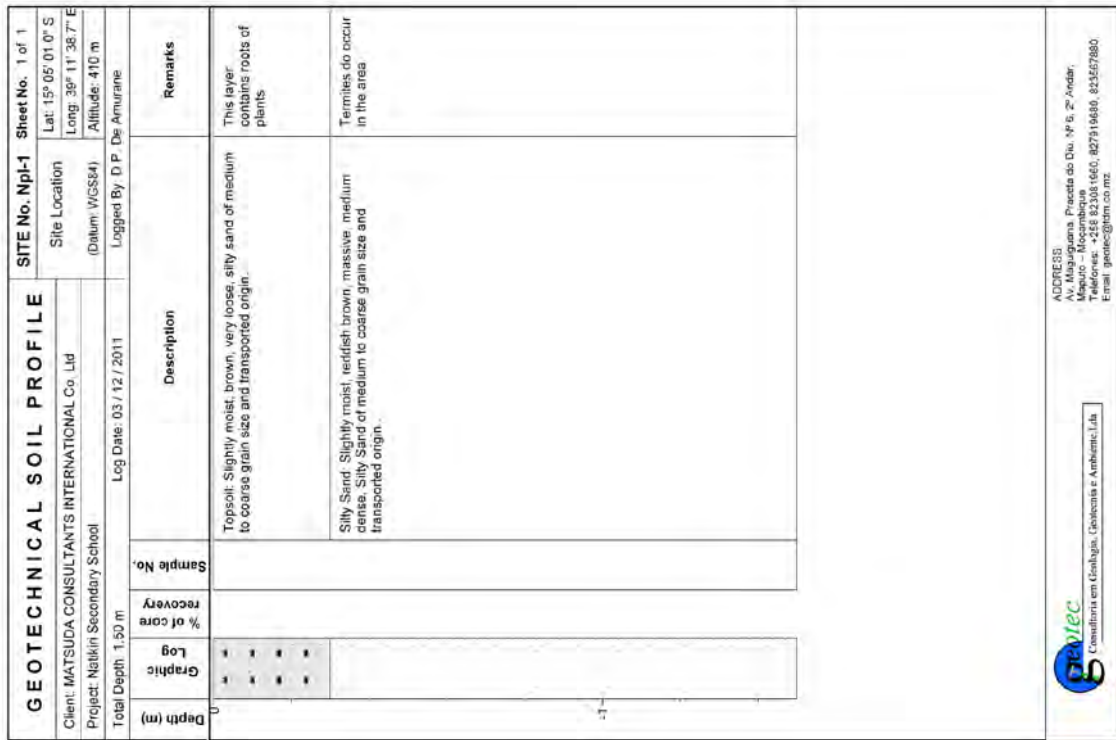 GEOTECHNICAL SOIL PROFILE
SITE No. Npl-1 Sheet No. 1 of 1
Client: MATSUDA CONSULTANTS INTERNATIONAL Co. Ltd
Site Location
Lat: 15º 05' 01.0" S
Project: Natikiri Secondary School
Long: 39º 11' 38.7" E
(Datum: WGS84)
Altitude: 410 m
Total Depth: 1.50 m
Log Date: 03 / 12 / 2011
Logged By: D.P. De Amurane
Depth (m)
Graphic
Log
% of core
recovery
Sample No.
Description
Remarks
0
Topsoil: Slightly moist, brown, very loose, silty sand of medium
to coarse grain size and transported origin.
This layer
contains roots of
plants
Silty Sand: Slightly moist, reddish brown, massive, medium
dense, Silty Sand of medium to coarse grain size and
transported origin.
Termites do occur
in the area
1
geotec
Consultoria em Geologia, Geotecnia e Ambiente,Lda
ADDRESS
Av. Maguiguana, Praceta do Diu, Nº 6, 2º Andar,
Maputo – Mocambique
Telefones: +258 823081960, 827919680, 823567880
Email: geotec@tdm.co.mz